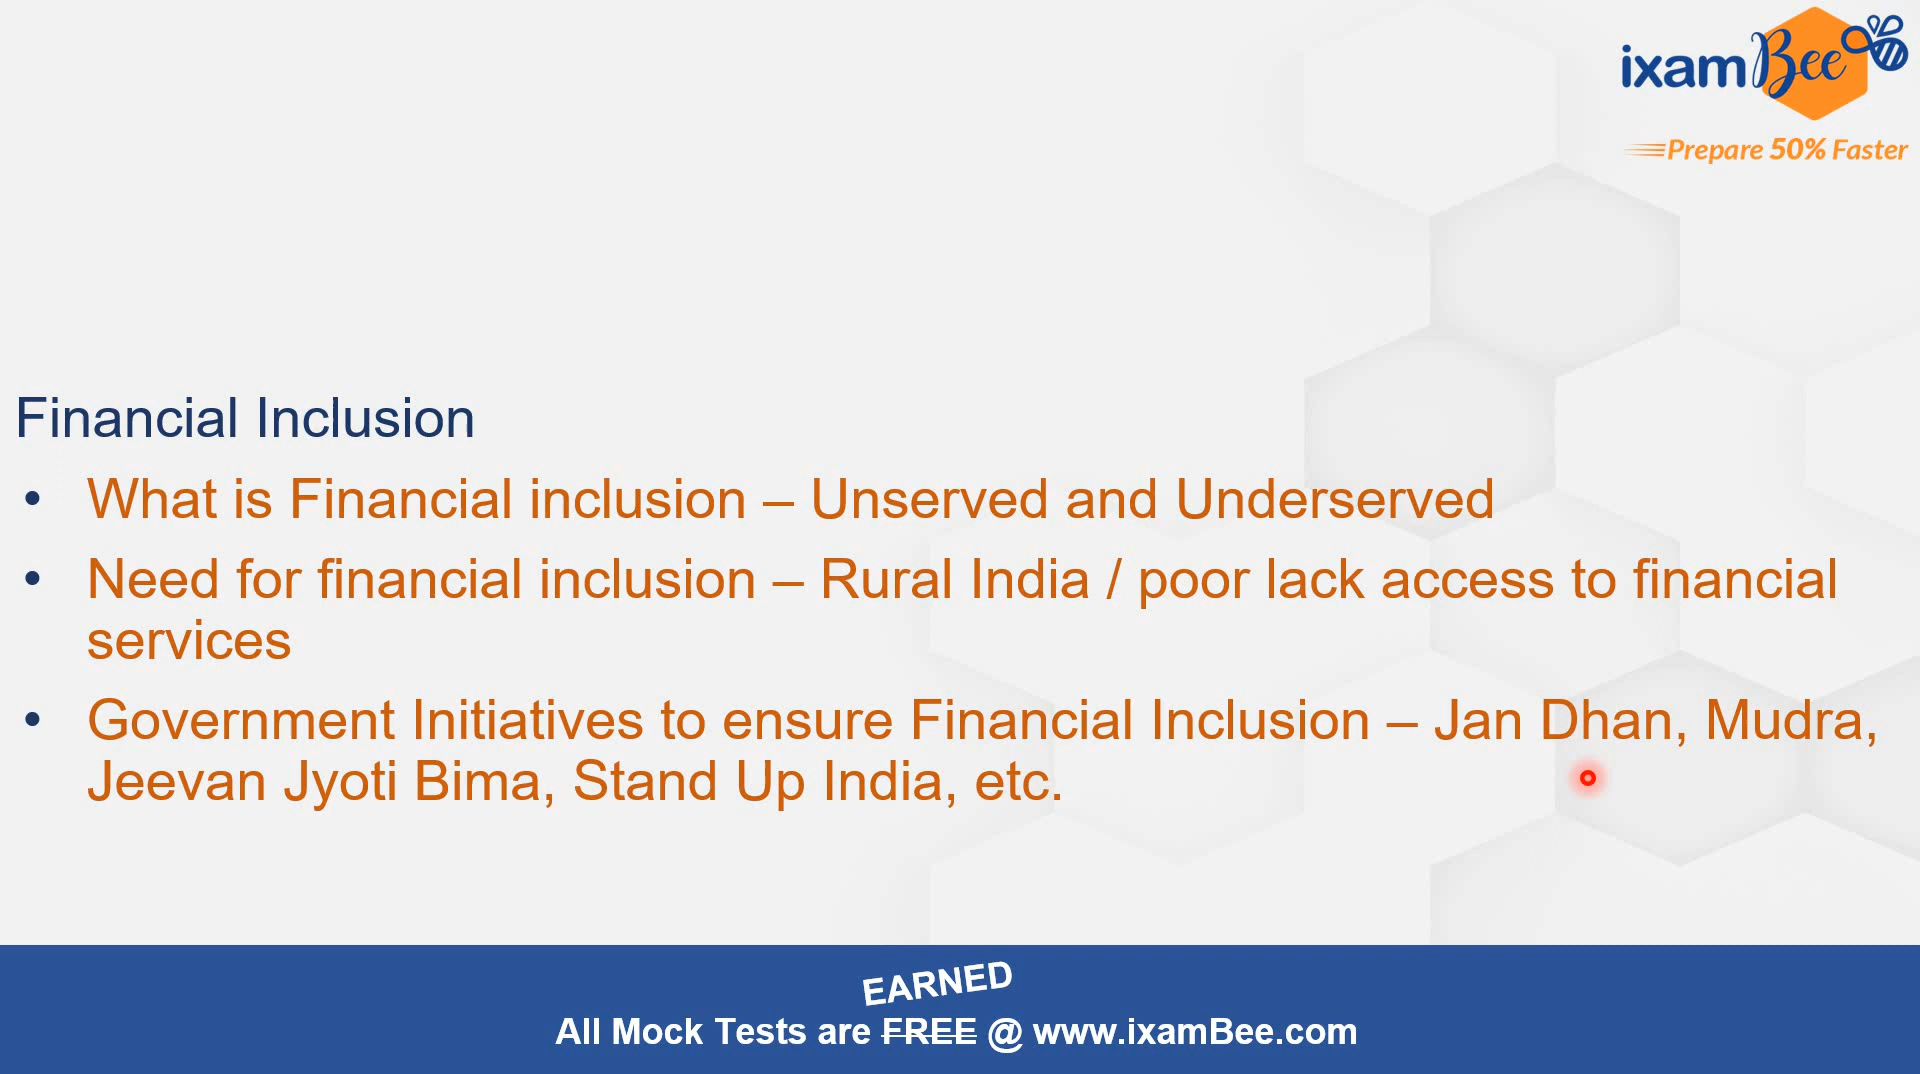 ixamBee
Prepare 50% Faster
Financial Inclusion
• What is Financial inclusion – Unserved and Underserved
• Need for financial inclusion – Rural India / poor lack access to financial
services
• Government Initiatives to ensure Financial Inclusion – Jan Dhan, Mudra,
Jeevan Jyoti Bima, Stand Up India, etc.
EARNED
All Mock Tests are FREE @ www.ixamBee.com